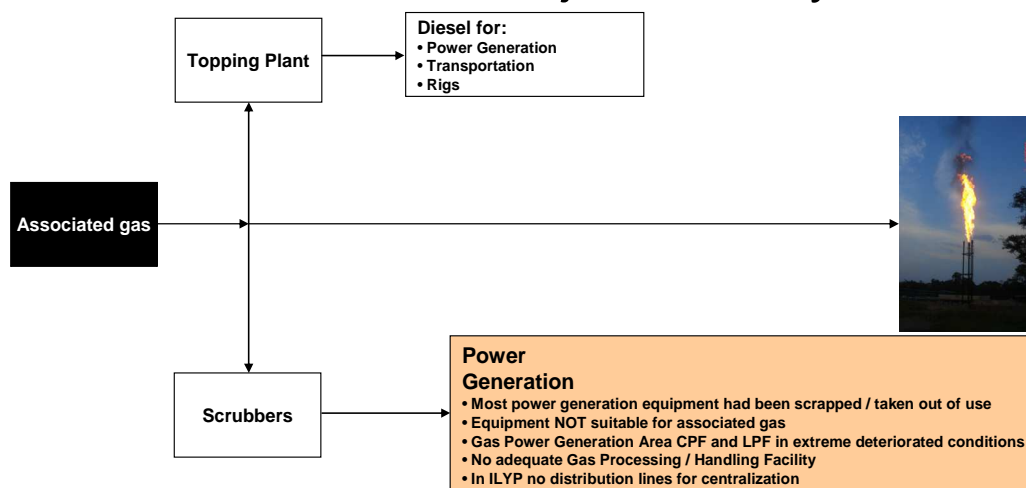 Topping Plant
Diesel for:
• Power Generation
• Transportation
• Rigs
Associated gas
Scrubbers
Power
Generation
• Most power generation equipment had been scrapped / taken out of use
• Equipment NOT suitable for associated gas
• Gas Power Generation Area CPF and LPF in extreme deteriorated conditions
• No adequate Gas Processing / Handling Facility
• In ILYP no distribution lines for centralization